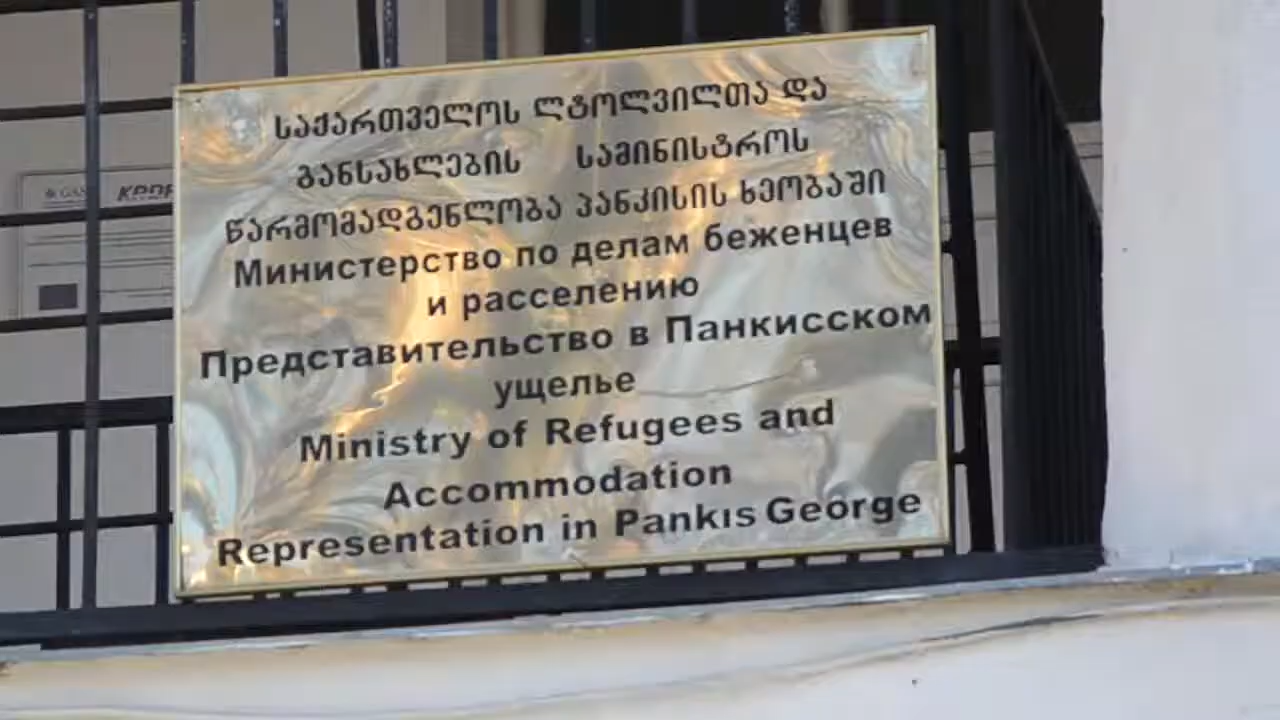 საქართველოს ლტოლვილთა და
განსახლების სამინისტროს
წარმომადგენლობა პანკისის ხეობაში
Министерство по делам беженцев
и расселению
Представительство в Панкисском
ущелье
Ministry of Refugees and
Accommodation
Representation in Pankıs George